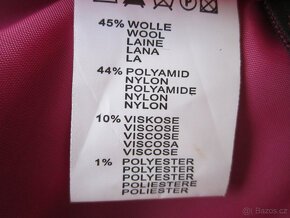 45% WOLLE
WOOL
LAINE
LANA
LA
44% POLYAMID
NYLON
POLYAMIDE
NYLON
NYLON
10% VISKOSE
VISCOSE
VISCOSE
VISCOSA
VISCOSE
1% POLYESTER
POLYESTER
POLYESTER
POLIESTERE
POLIESTER
Sbazar.cz